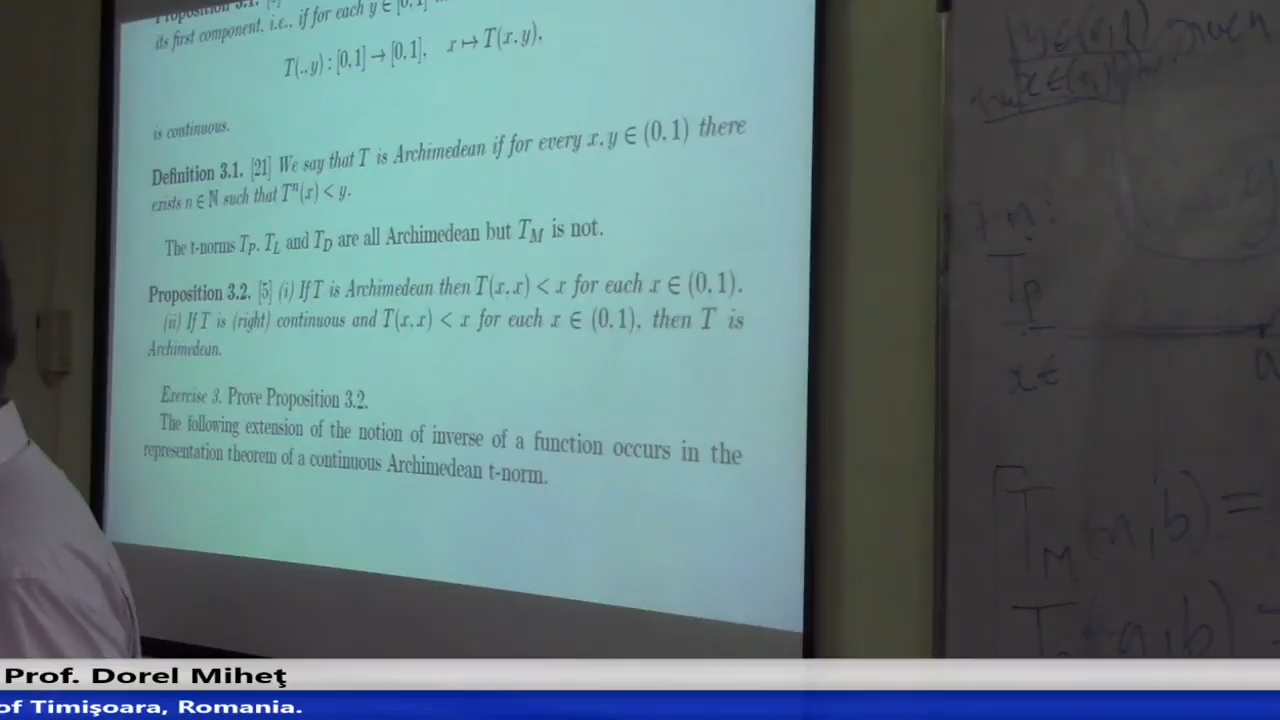 Proposition 3.1.
its first component. i.e., if for each y ∈ [0, 1]
T(., y) : [0, 1] → [0, 1],   x ↦ T(x, y),
is continuous.
Definition 3.1. [21] We say that T is Archimedean if for every x, y ∈ (0, 1) there
exists n ∈ ℕ such that Tⁿ(x) < y.
The t-norms T_P, T_L and T_D are all Archimedean but T_M is not.
Proposition 3.2. [5] (i) If T is Archimedean then T(x, x) < x for each x ∈ (0, 1).
(ii) If T is (right) continuous and T(x, x) < x for each x ∈ (0, 1), then T is
Archimedean.
Exercise 3. Prove Proposition 3.2.
The following extension of the notion of inverse of a function occurs in the
representation theorem of a continuous Archimedean t-norm.
T_P
x ∈
T_M(a, b) =
Prof. Dorel Miheţ
of Timişoara, Romania.